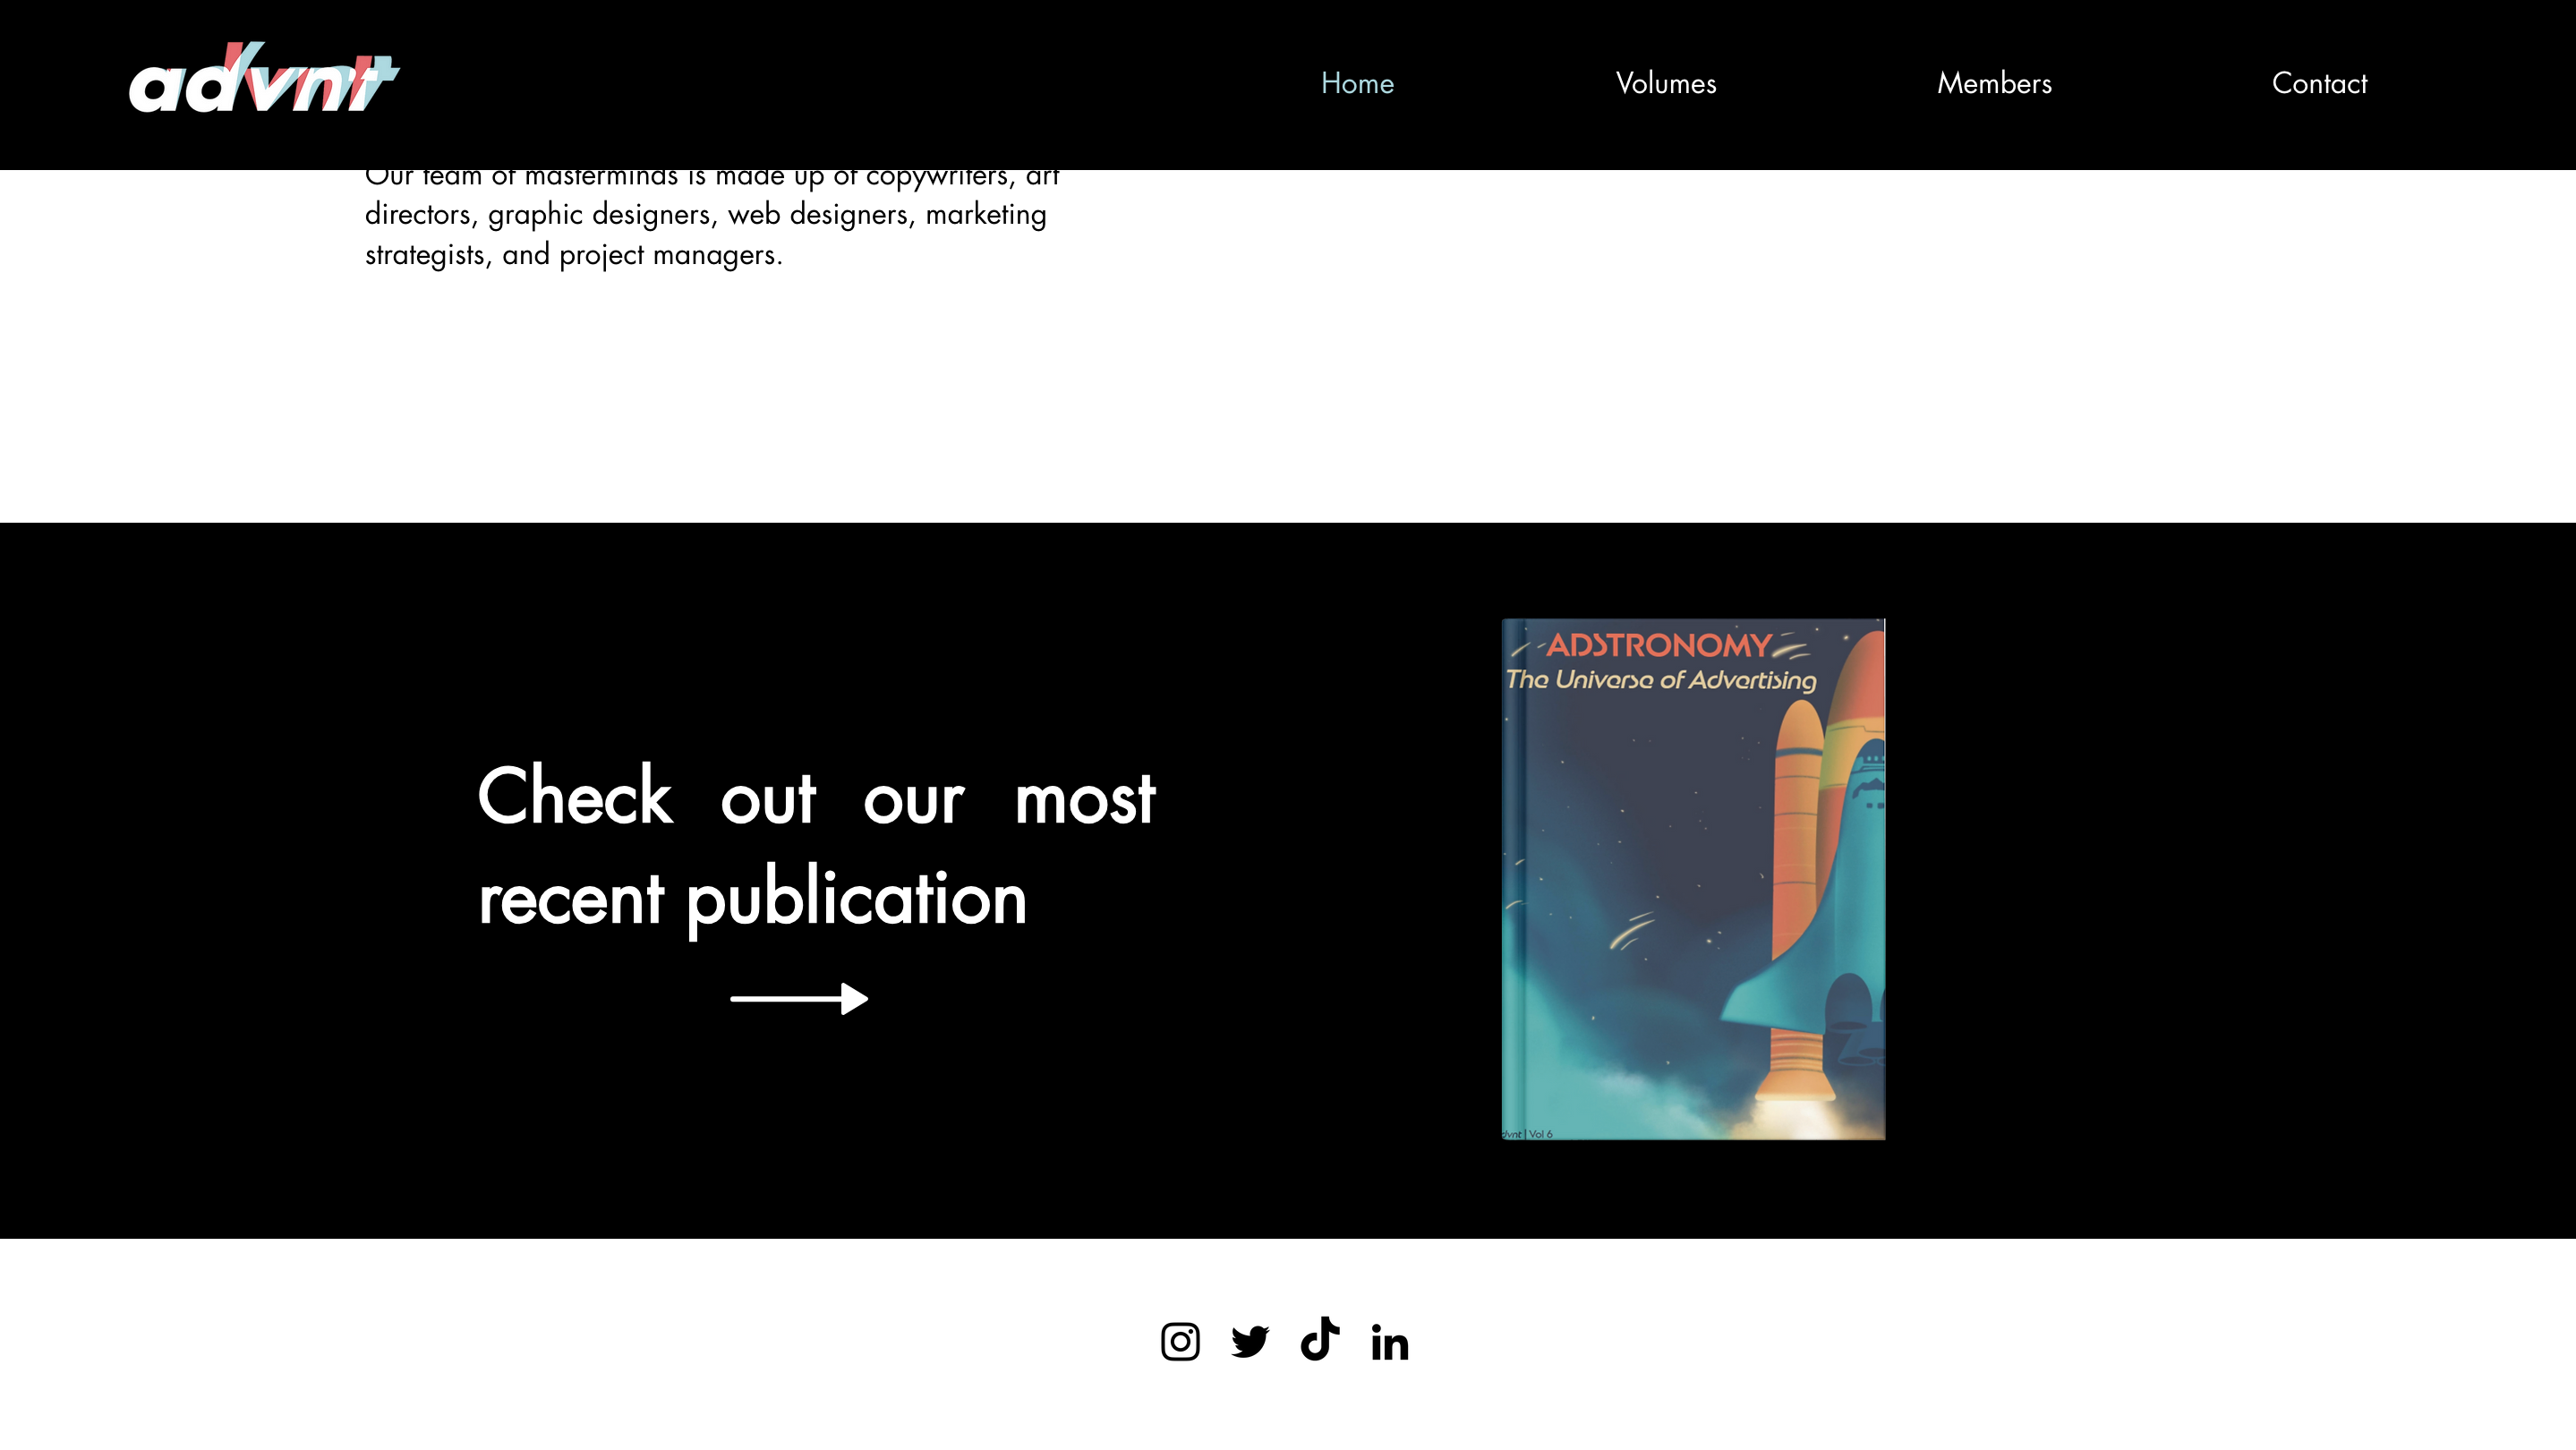 advnt
Home
Volumes
Members
Contact
Our team of masterminds is made up of copywriters, art
directors, graphic designers, web designers, marketing
strategists, and project managers.
Check out our most
recent publication
ADSTRONOMY
The Universe of Advertising
dvnt | Vol 6
in